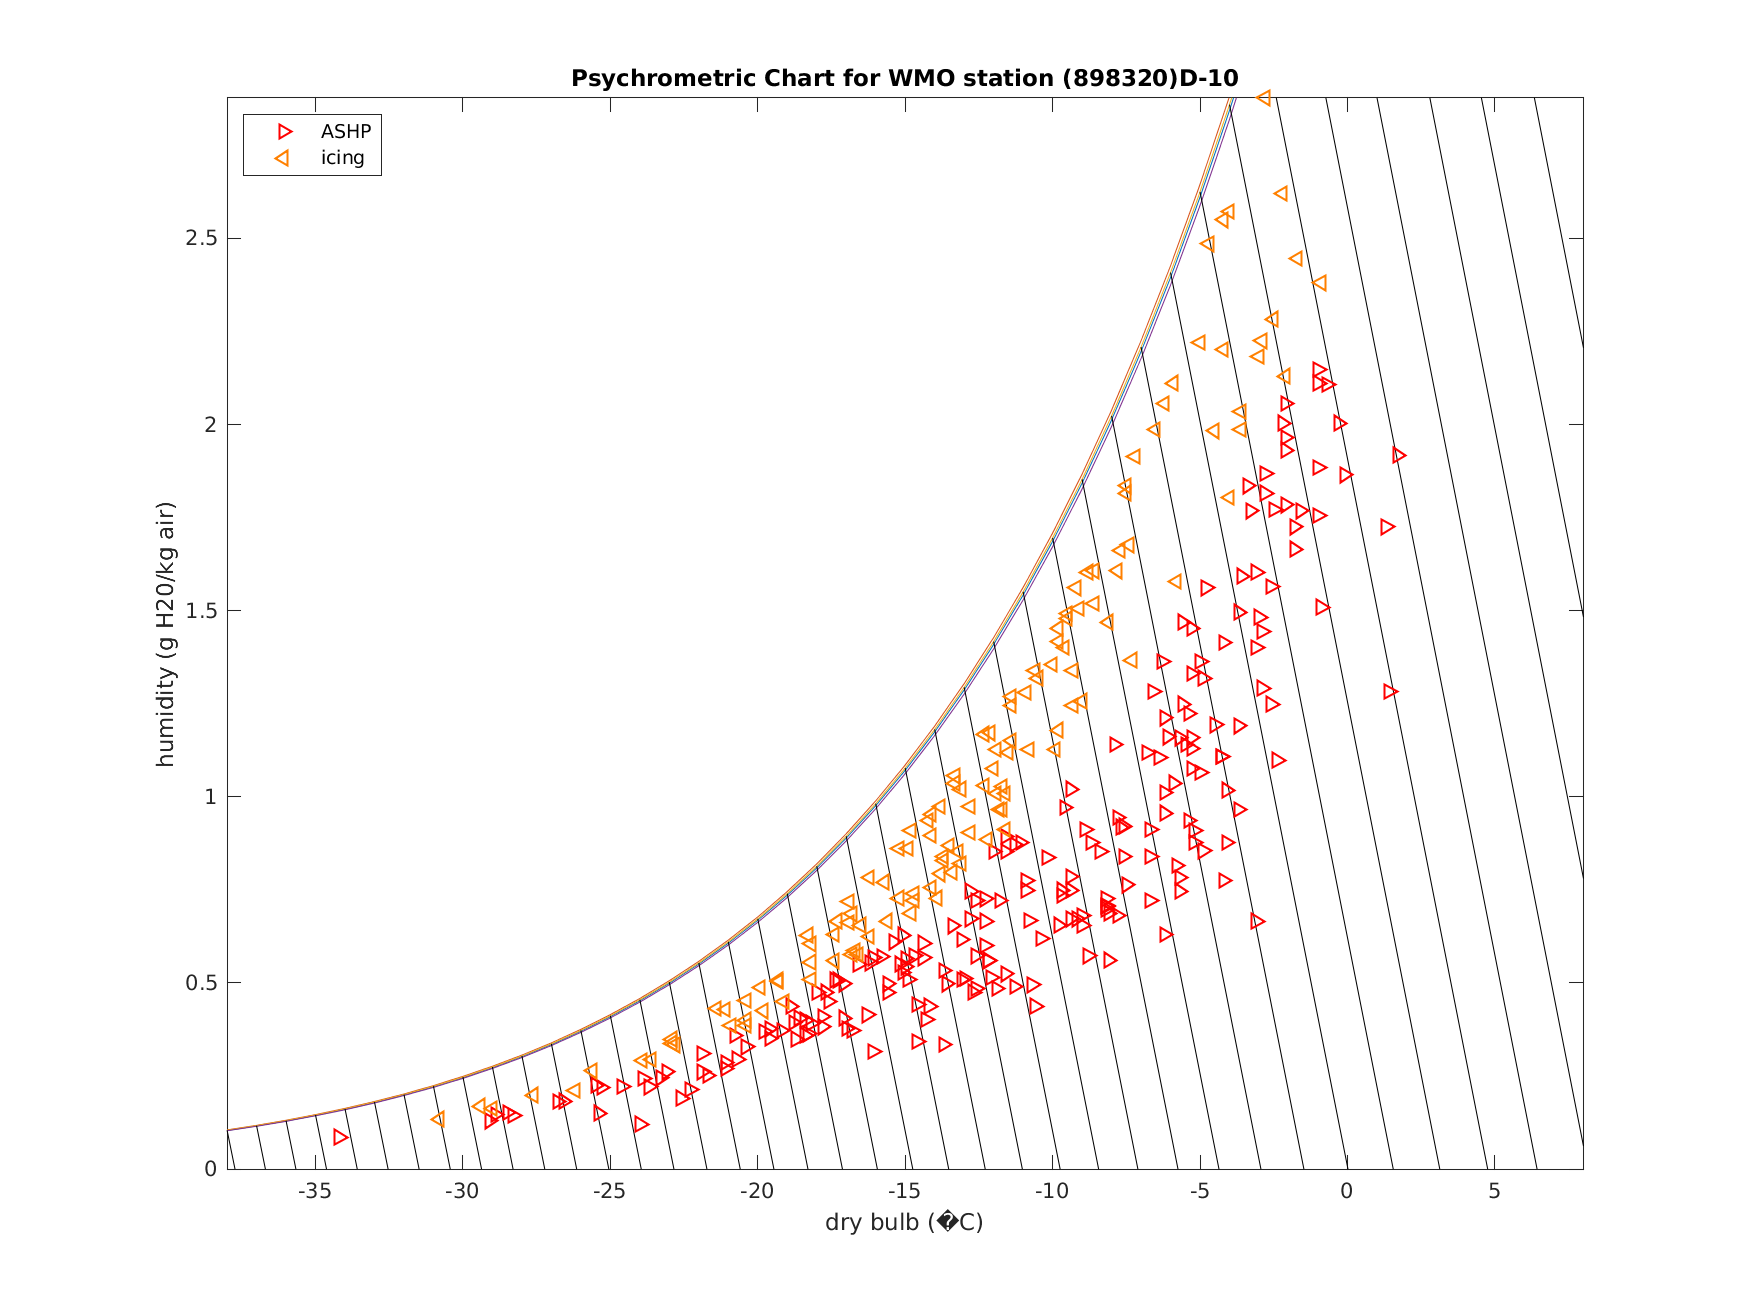 Psychrometric Chart for WMO station (898320)D-10
ASHP
icing
2.5
2
1.5
1
0.5
0
humidity (g H20/kg air)
-35 -30 -25 -20 -15 -10 -5 0 5
dry bulb (�C)